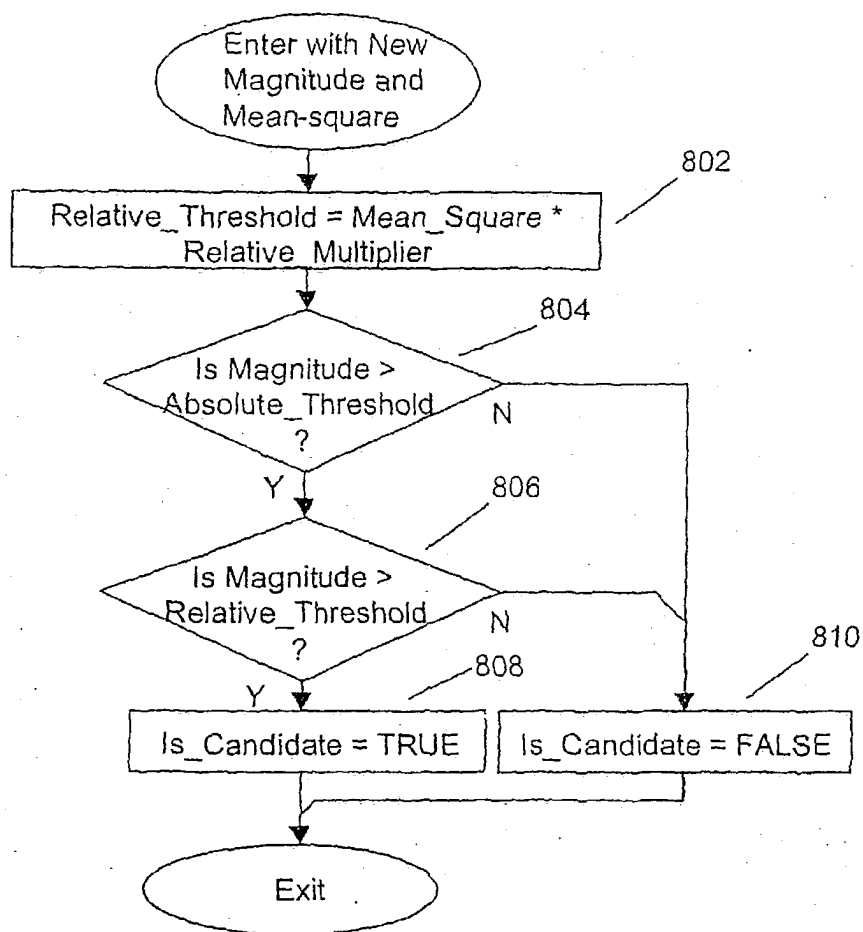 Enter with New
Magnitude and
Mean-square
802
Relative_Threshold = Mean_Square *
Relative_Multiplier
804
Is Magnitude >
Absolute_Threshold
?
N
Y
806
Is Magnitude >
Relative_Threshold
?
N
Y
808
810
Is_Candidate = TRUE
Is_Candidate = FALSE
Exit